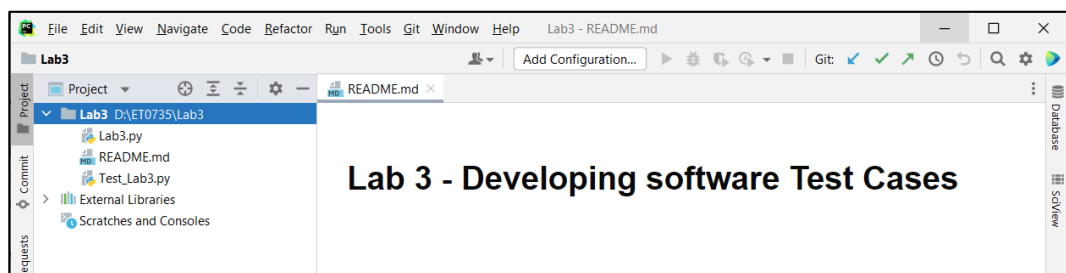 PC File Edit View Navigate Code Refactor Run Tools Git Window Help Lab3 - README.md
Lab3 Add Configuration... Git:
Project README.md
Lab3 D:\ET0735\Lab3
Lab3.py
MD README.md
Test_Lab3.py
External Libraries
Scratches and Consoles
Lab 3 - Developing software Test Cases
Project
Commit
equests
Database
SciView